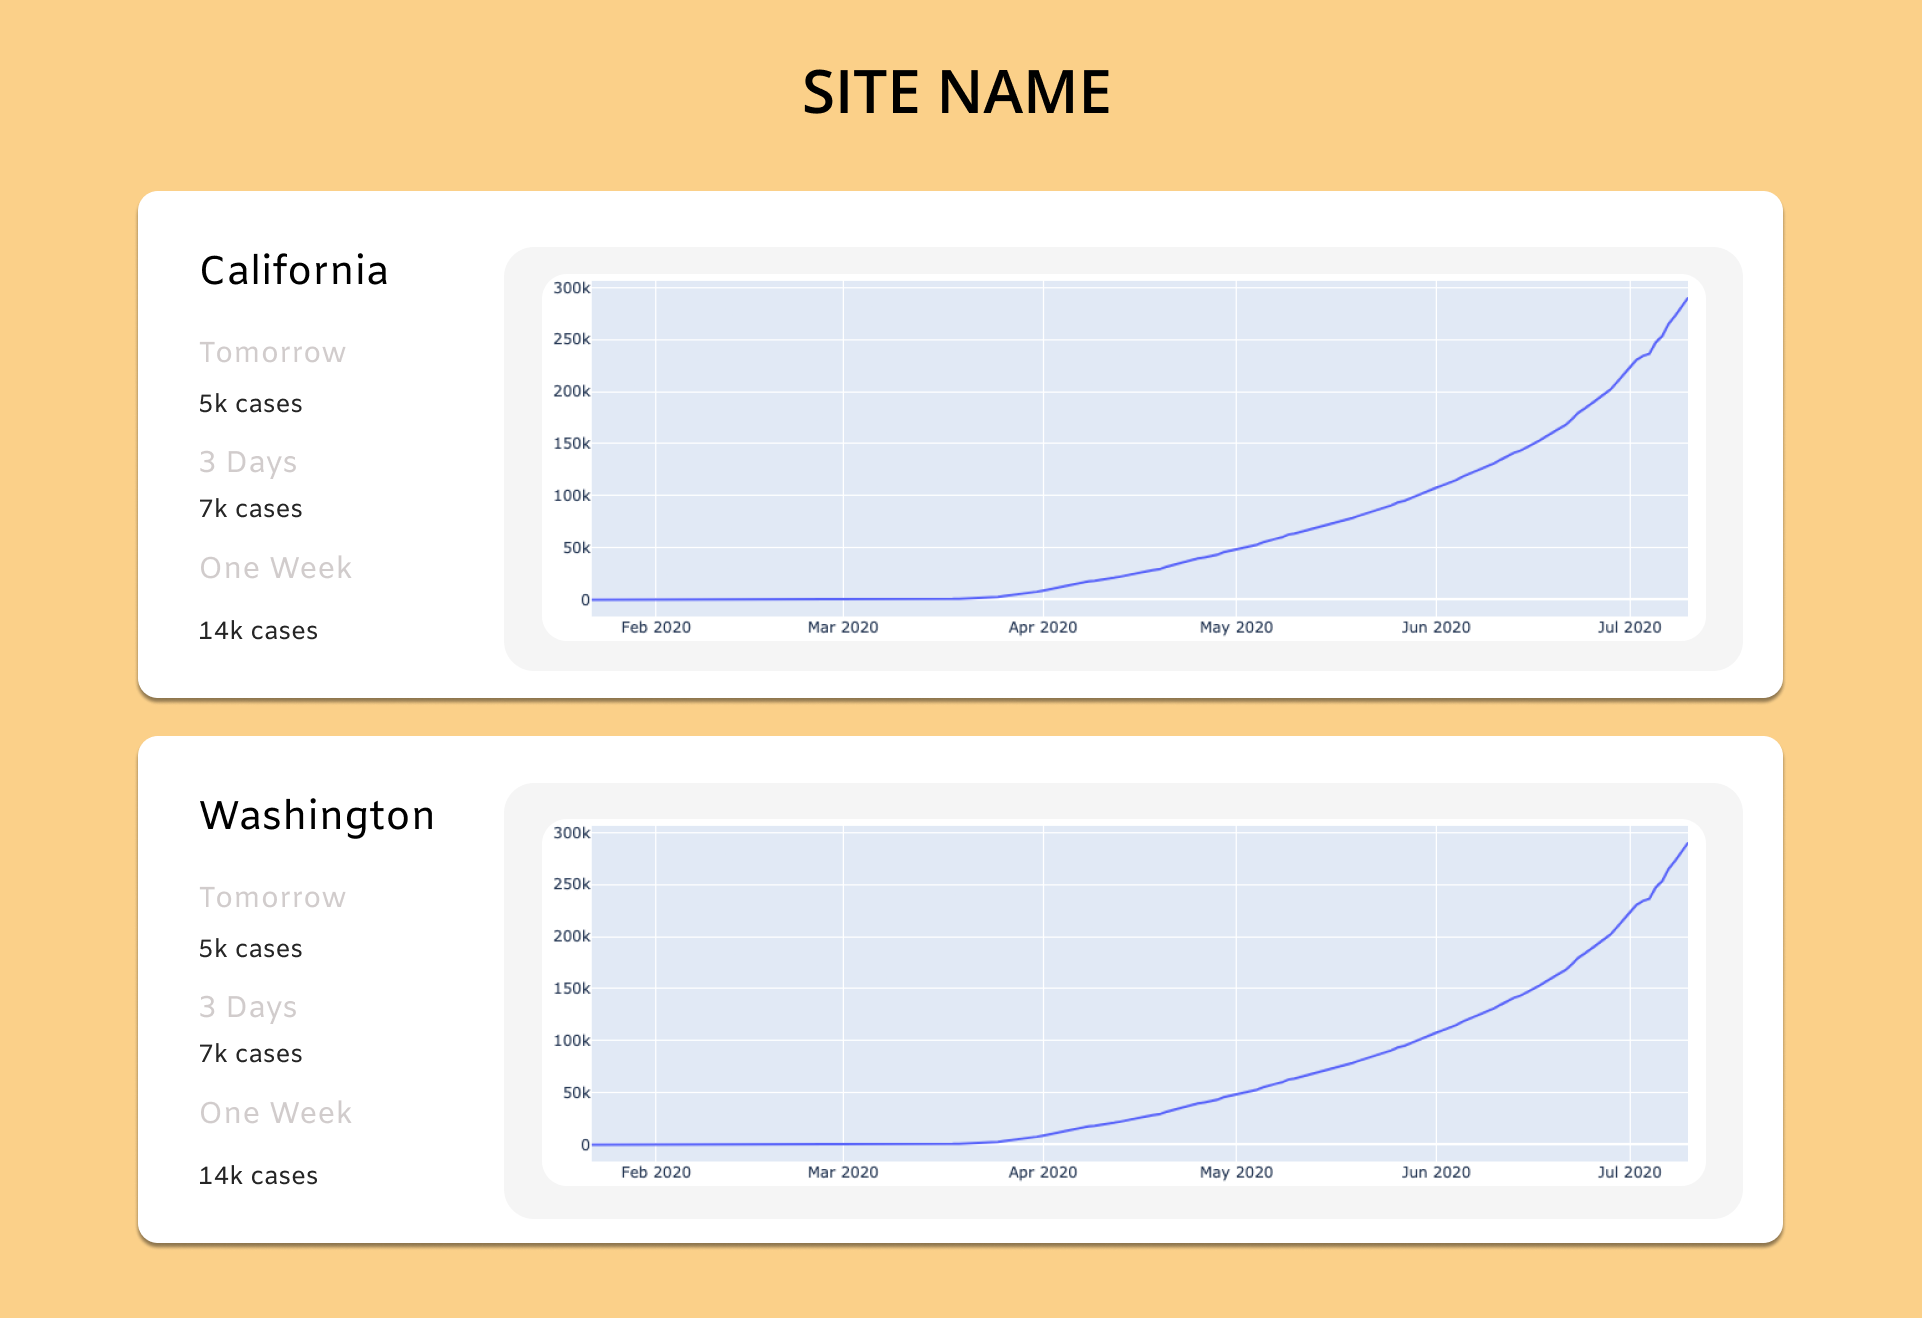 SITE NAME
California
Tomorrow
5k cases
3 Days
7k cases
One Week
14k cases
300k
250k
200k
150k
100k
50k
0
Feb 2020 Mar 2020 Apr 2020 May 2020 Jun 2020 Jul 2020
Washington
Tomorrow
5k cases
3 Days
7k cases
One Week
14k cases
300k
250k
200k
150k
100k
50k
0
Feb 2020 Mar 2020 Apr 2020 May 2020 Jun 2020 Jul 2020